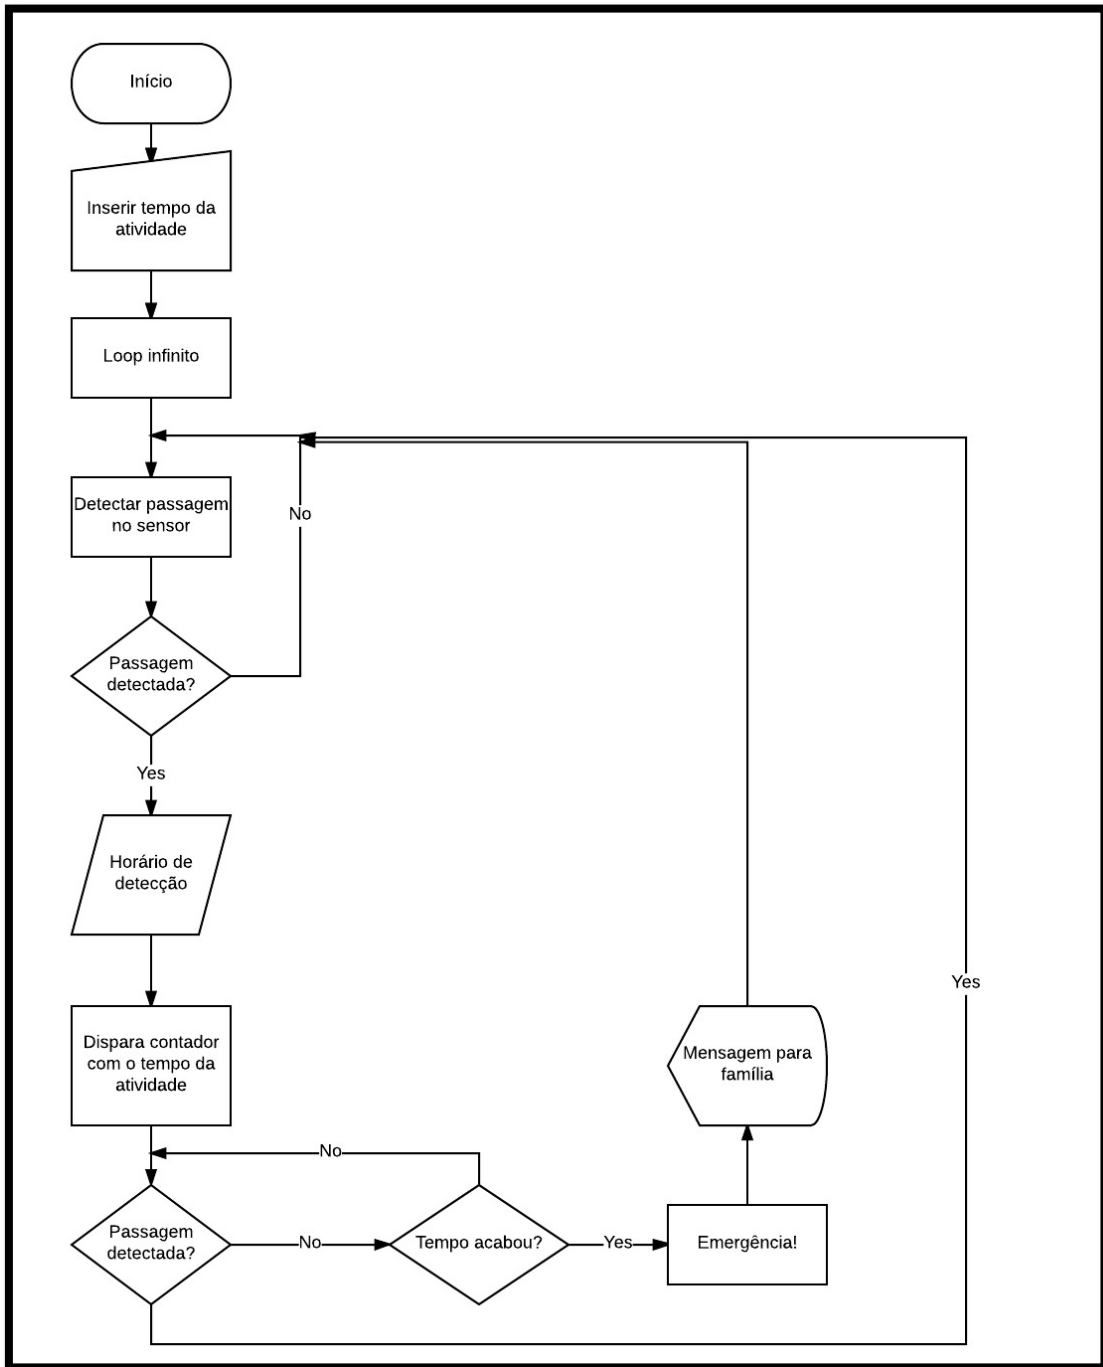 Início
Inserir tempo da
atividade
Loop infinito
Detectar passagem
no sensor
No
Passagem
detectada?
Yes
Horário de
detecção
Dispara contador
com o tempo da
atividade
No
Passagem
detectada?
No
Tempo acabou?
Yes
Emergência!
Mensagem para
família
Yes